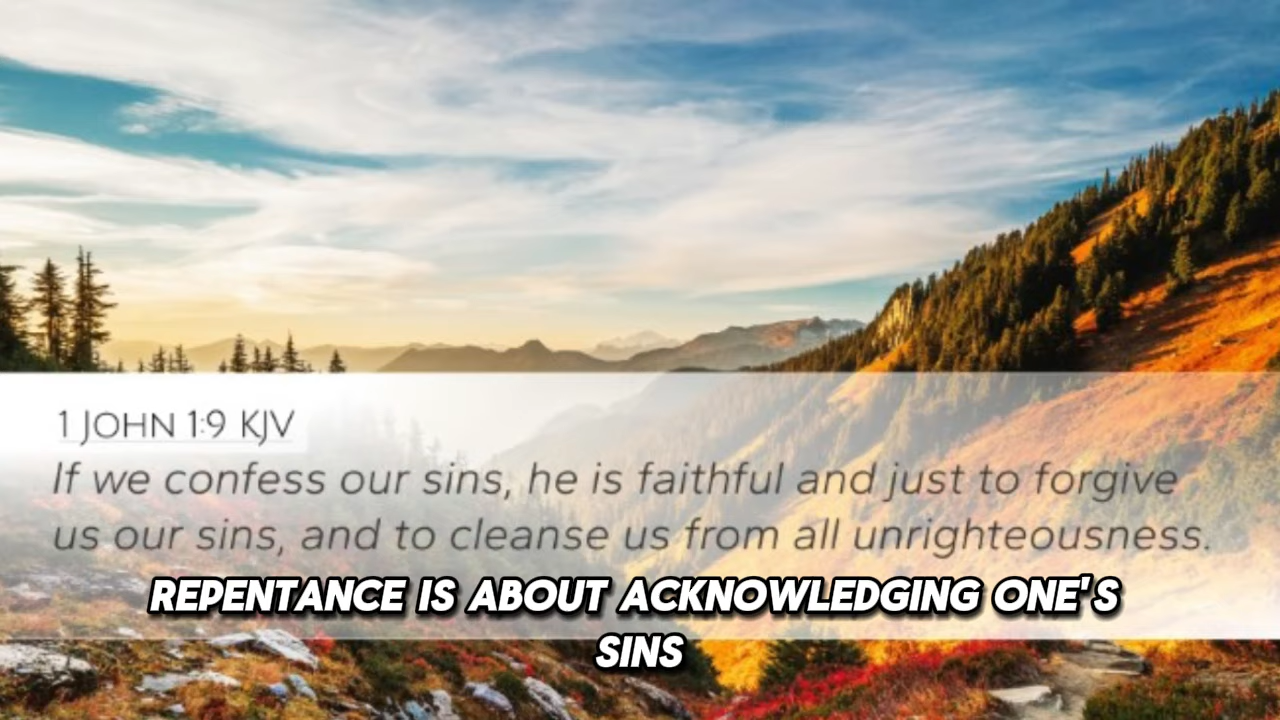 1 JOHN 1:9 KJV
If we confess our sins, he is faithful and just to forgive
us our sins, and to cleanse us from all unrighteousness.
REPENTANCE IS ABOUT ACKNOWLEDGING ONE'S
SINS